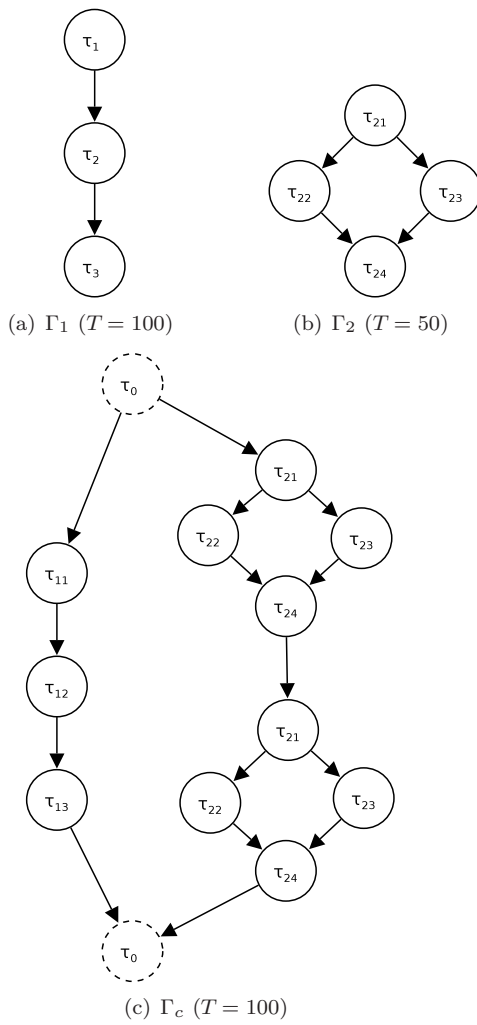 τ1
τ2
τ3
(a) Γ1 (T = 100)
τ21
τ22
τ23
τ24
(b) Γ2 (T = 50)
τ0
τ11
τ12
τ13
τ21
τ22
τ23
τ24
τ21
τ22
τ23
τ24
τ0
(c) Γc (T = 100)